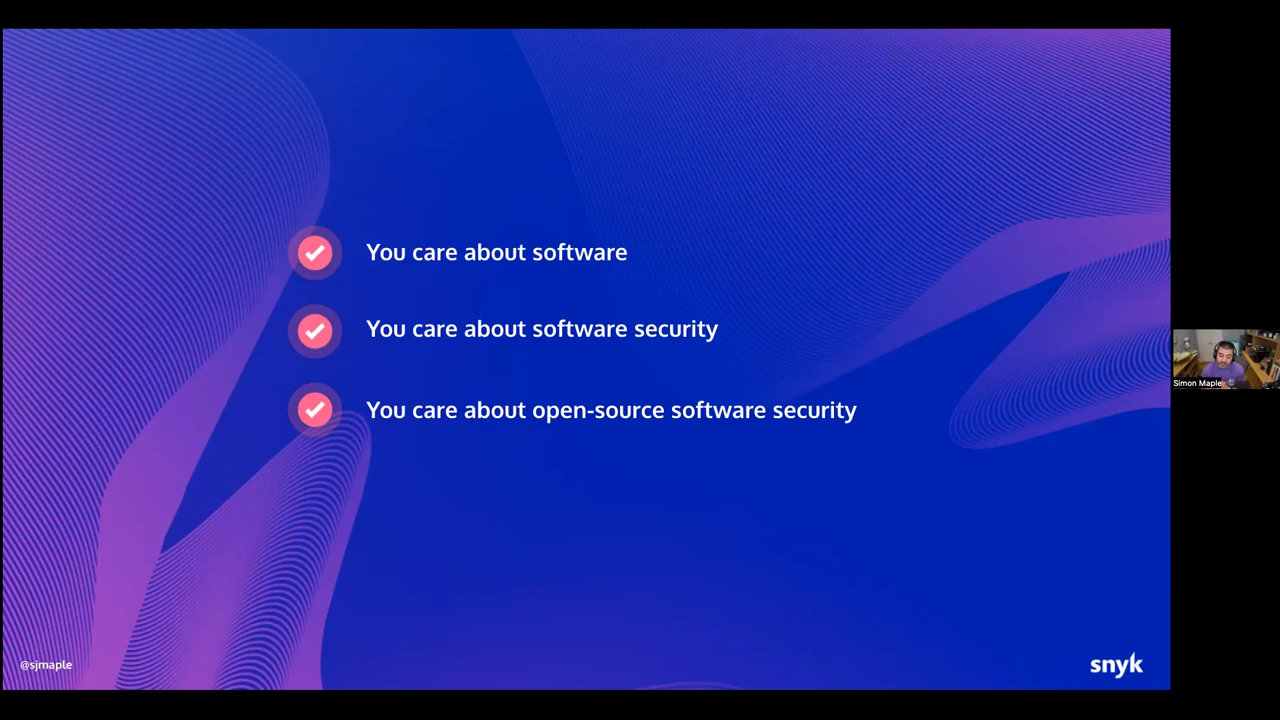 You care about software
You care about software security
You care about open-source software security
Simon Maple
@sjmaple
snyk